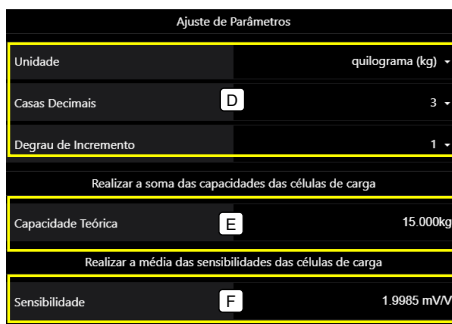 Ajuste de Parâmetros
Unidade quilograma (kg)
Casas Decimais D 3
Degrau de Incremento 1
Realizar a soma das capacidades das células de carga
Capacidade Teórica E 15.000kg
Realizar a média das sensibilidades das células de carga
Sensibilidade F 1.9985 mV/V